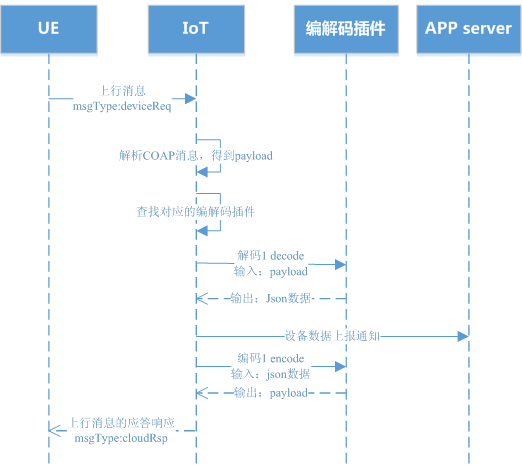 UE
IoT
编解码插件
APP server
上行消息
msgType:deviceReq
解析COAP消息，得到payload
查找对应的编解码插件
解码1 decode
输入：payload
输出：Json数据
设备数据上报通知
编码1 encode
输入：json数据
输出：payload
上行消息的应答响应
msgType:cloudRsp